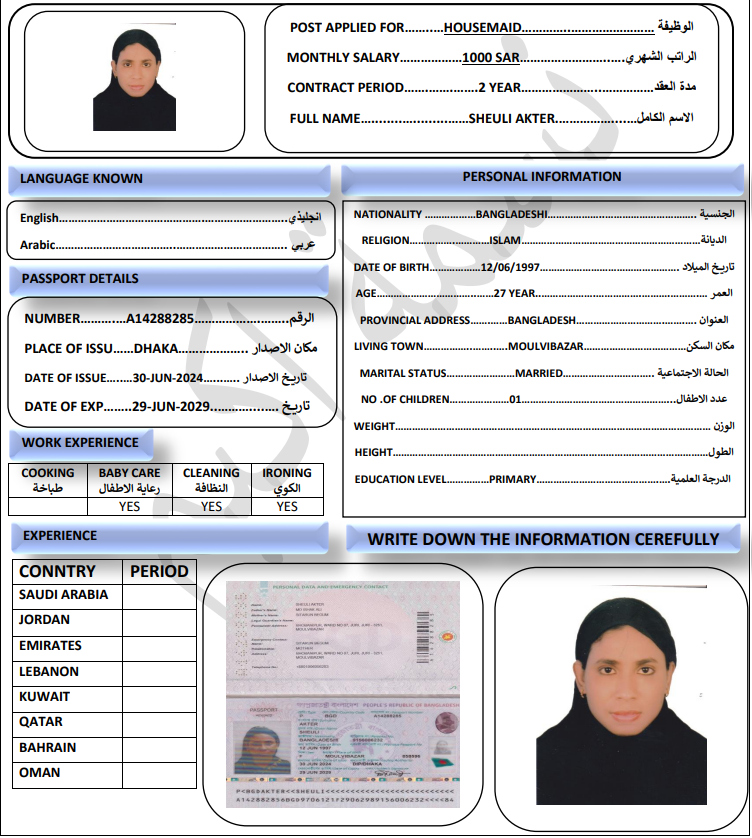 POST APPLIED FOR……..…HOUSEMAID……………..………………… الوظيفة
MONTHLY SALARY………………1000 SAR…………………………..….الراتب الشهري
CONTRACT PERIOD………………….2 YEAR…………………..………….. مدة العقد
FULL NAME……..…………………SHEULI AKTER…………………الاسم الكامل
LANGUAGE KNOWN
English…………………………………………………….…انجليذي
Arabic……………………………………………………….. عربي
PASSPORT DETAILS
NUMBER…………A14288285……………………الرقم
PLACE OF ISSU……DHAKA……………….. مكان الاصدار
DATE OF ISSUE…..30-JUN-2024……….. تاريخ الاصدار
DATE OF EXP……..29-JUN-2029…………….... تاريخ
WORK EXPERIENCE
COOKING BABY CARE CLEANING IRONING
طباخة رعاية الاطفال النظافة الكوي
YES YES YES
PERSONAL INFORMATION
NATIONALITY ………………BANGLADESHI……………………………………… الجنسية
RELIGION………………………ISLAM………………………………………………الديانة
DATE OF BIRTH………………12/06/1997…………………………………… تاريخ الميلاد
AGE……………………………………27 YEAR……………………………………العمر
PROVINCIAL ADDRESS…………BANGLADESH……………………………… العنوان
LIVING TOWN…………………………MOULVIBAZAR……………………………مكان السكن
MARITAL STATUS……………………MARRIED……………………… الحالة الاجتماعية
NO .OF CHILDREN……………………01………………………………………عدد الاطفال
WEIGHT……………………………………………………………………………… الوزن
HEIGHT…………………………………………………………………………………الطول
EDUCATION LEVEL…………PRIMARY……………………………………… الدرجة العلمية
EXPERIENCE
CONNTRY PERIOD
SAUDI ARABIA
JORDAN
EMIRATES
LEBANON
KUWAIT
QATAR
BAHRAIN
OMAN
WRITE DOWN THE INFORMATION CEREFULLY
PERSONAL DATA AND EMERGENCY CONTACT
PASSPORT
PEOPLE'S REPUBLIC OF BANGLADESH
BGD A14288285
AKTER
SHEULI
BANGLADESHI
12 JUN 1997
F MOULVIBAZAR
30 JUN 2024 DIP/DHAKA
29 JUN 2029